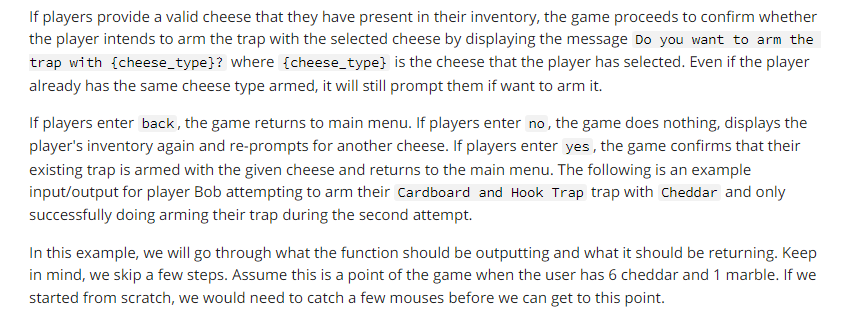 If players provide a valid cheese that they have present in their inventory, the game proceeds to confirm whether
the player intends to arm the trap with the selected cheese by displaying the message Do you want to arm the
trap with {cheese_type}? where {cheese_type} is the cheese that the player has selected. Even if the player
already has the same cheese type armed, it will still prompt them if want to arm it.
If players enter back, the game returns to main menu. If players enter no, the game does nothing, displays the
player's inventory again and re-prompts for another cheese. If players enter yes, the game confirms that their
existing trap is armed with the given cheese and returns to the main menu. The following is an example
input/output for player Bob attempting to arm their Cardboard and Hook Trap trap with Cheddar and only
successfully doing arming their trap during the second attempt.
In this example, we will go through what the function should be outputting and what it should be returning. Keep
in mind, we skip a few steps. Assume this is a point of the game when the user has 6 cheddar and 1 marble. If we
started from scratch, we would need to catch a few mouses before we can get to this point.